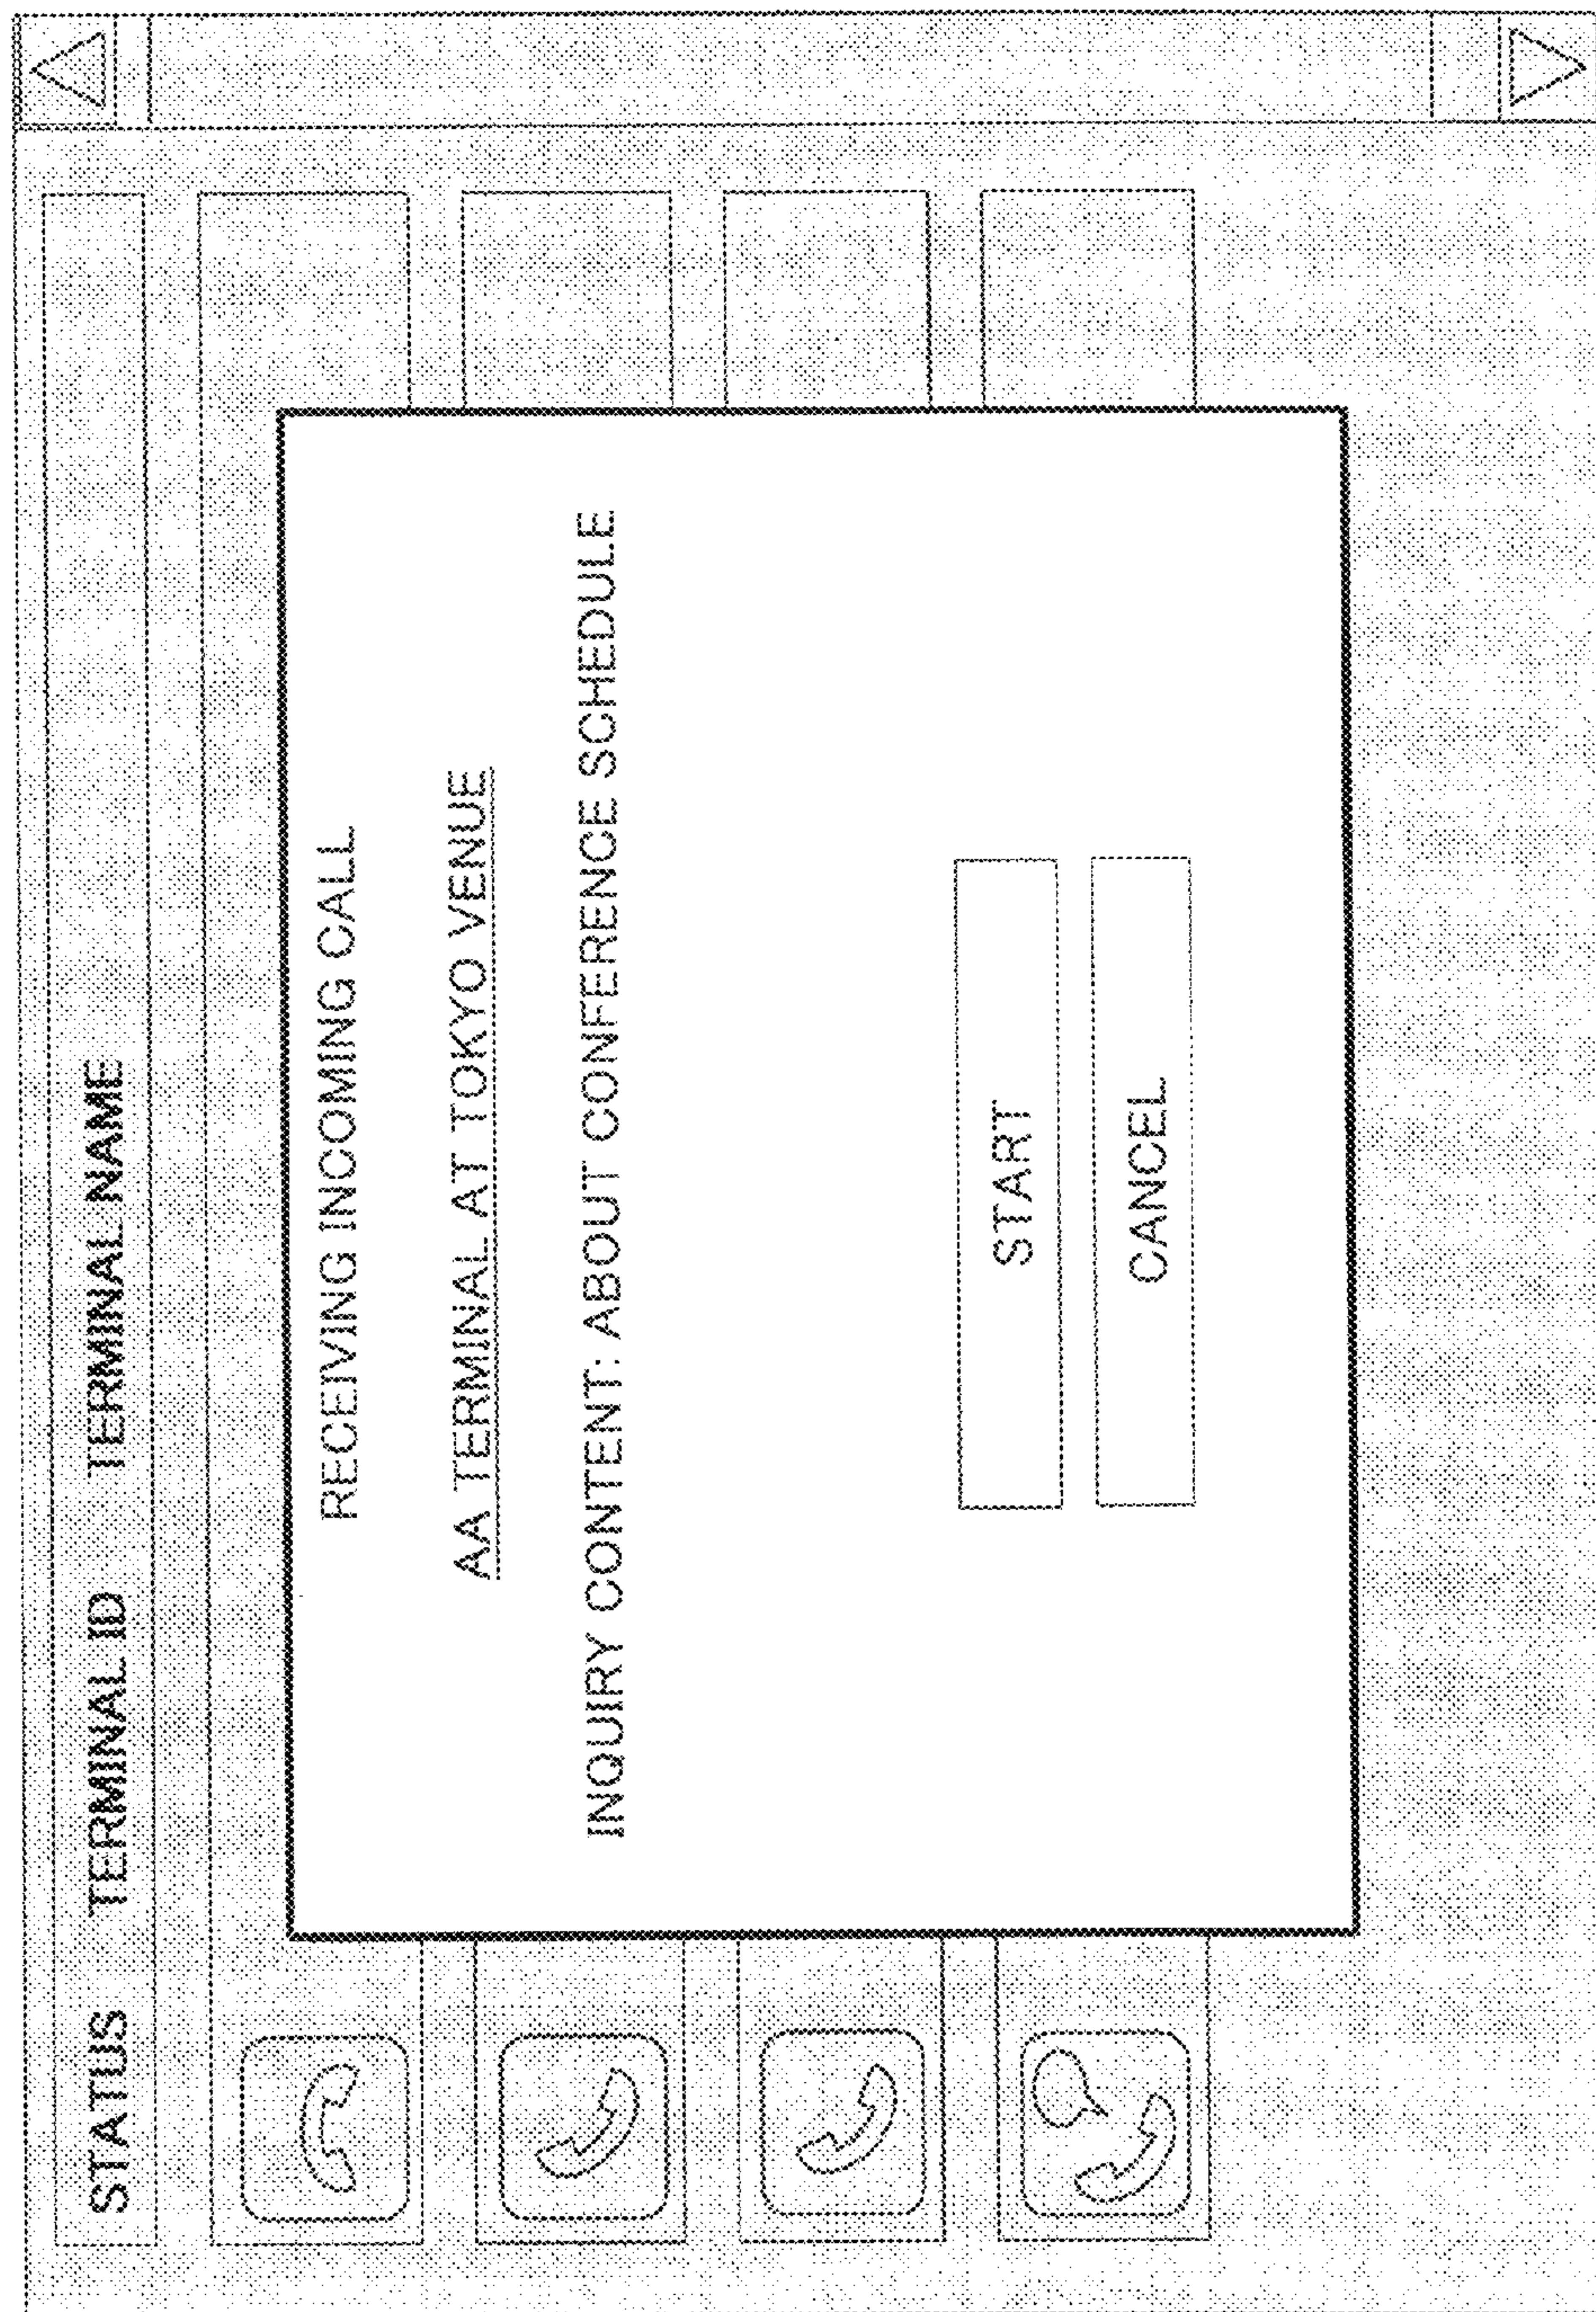 STATUS TERMINAL ID TERMINAL NAME
RECEIVING INCOMING CALL
AA TERMINAL AT TOKYO VENUE
INQUIRY CONTENT: ABOUT CONFERENCE SCHEDULE
START
CANCEL